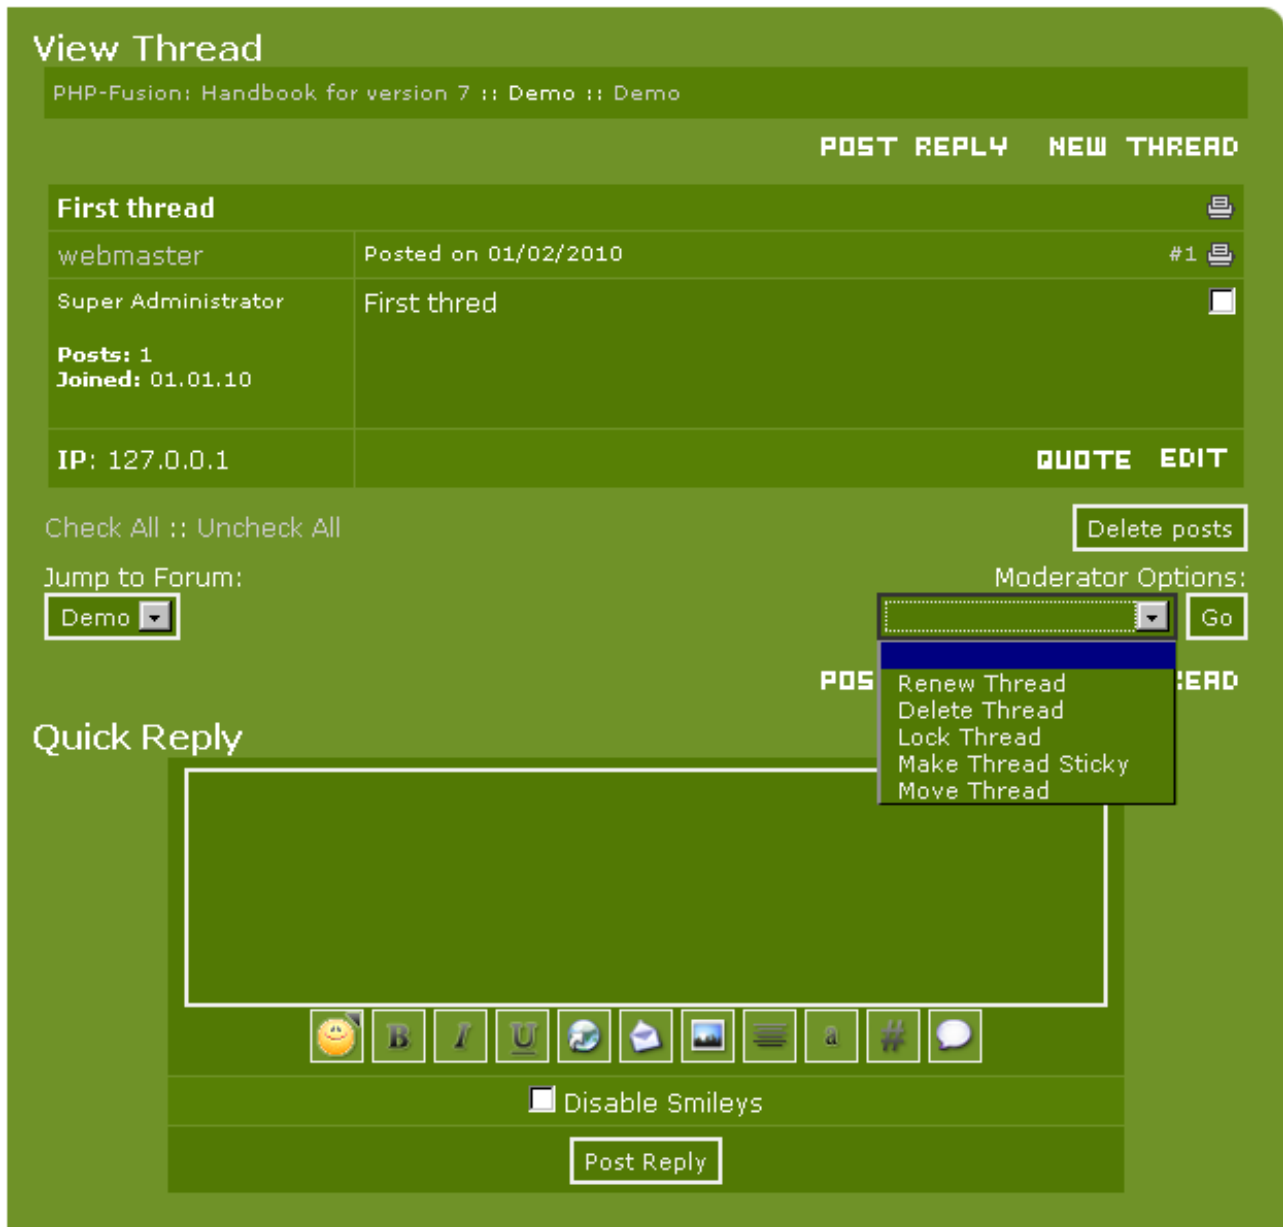 View Thread
PHP-Fusion: Handbook for version 7 :: Demo :: Demo
POST REPLY NEW THREAD
First thread
webmaster Posted on 01/02/2010 #1
Super Administrator First thred
Posts: 1
Joined: 01.01.10
IP: 127.0.0.1 QUOTE EDIT
Check All :: Uncheck All Delete posts
Jump to Forum: Moderator Options:
Demo Go
Renew Thread
Delete Thread
Lock Thread
Make Thread Sticky
Move Thread
Quick Reply
B I U a #
Disable Smileys
Post Reply